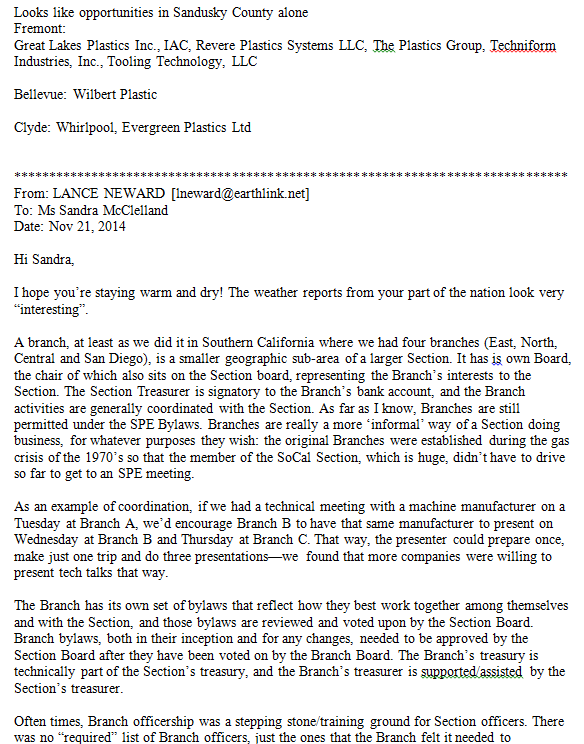 Looks like opportunities in Sandusky County alone
Fremont:
Great Lakes Plastics Inc., IAC, Revere Plastics Systems LLC, The Plastics Group, Techniform
Industries, Inc., Tooling Technology, LLC
Bellevue: Wilbert Plastic
Clyde: Whirlpool, Evergreen Plastics Ltd
*******************************************************************************
From: LANCE NEWARD [lneward@earthlink.net]
To: Ms Sandra McClelland
Date: Nov 21, 2014
Hi Sandra,
I hope you're staying warm and dry! The weather reports from your part of the nation look very
“interesting”.
A branch, at least as we did it in Southern California where we had four branches (East, North,
Central and San Diego), is a smaller geographic sub-area of a larger Section. It has is own Board,
the chair of which also sits on the Section board, representing the Branch's interests to the
Section. The Section Treasurer is signatory to the Branch's bank account, and the Branch
activities are generally coordinated with the Section. As far as I know, Branches are still
permitted under the SPE Bylaws. Branches are really a more ‘informal’ way of a Section doing
business, for whatever purposes they wish: the original Branches were established during the gas
crisis of the 1970's so that the member of the SoCal Section, which is huge, didn't have to drive
so far to get to an SPE meeting.
As an example of coordination, if we had a technical meeting with a machine manufacturer on a
Tuesday at Branch A, we'd encourage Branch B to have that same manufacturer to present on
Wednesday at Branch B and Thursday at Branch C. That way, the presenter could prepare once,
make just one trip and do three presentations—we found that more companies were willing to
present tech talks that way.
The Branch has its own set of bylaws that reflect how they best work together among themselves
and with the Section, and those bylaws are reviewed and voted upon by the Section Board.
Branch bylaws, both in their inception and for any changes, needed to be approved by the
Section Board after they have been voted on by the Branch Board. The Branch's treasury is
technically part of the Section's treasury, and the Branch's treasurer is supported/assisted by the
Section's treasurer.
Often times, Branch officership was a stepping stone/training ground for Section officers. There
was no “required” list of Branch officers, just the ones that the Branch felt it needed to